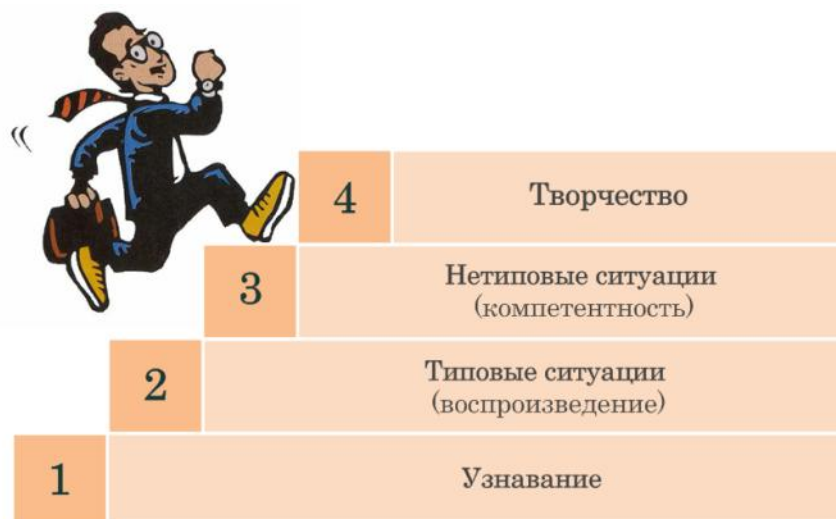 4 Творчество
3 Нетиповые ситуации
(компетентность)
2 Типовые ситуации
(воспроизведение)
1 Узнавание